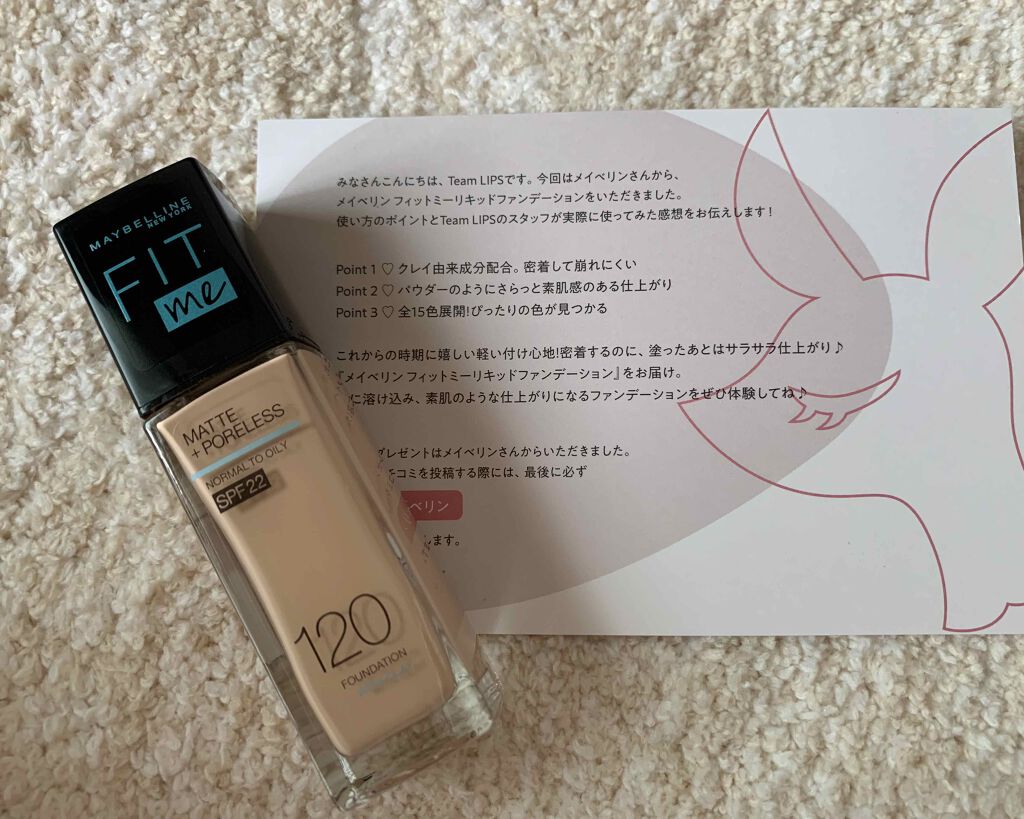 MAYBELLINE
NEW YORK
FIT
me
MATTE
+ PORELESS
NORMAL TO OILY
SPF 22
120
FOUNDATION
みなさんこんにちは、Team LIPSです。今回はメイベリンさんから、
メイベリン フィットミーリキッドファンデーションをいただきました。
使い方のポイントとTeam LIPSのスタッフが実際に使ってみた感想をお伝えします！
Point 1 ♡ クレイ由来成分配合。密着して崩れにくい
Point 2 ♡ パウダーのようにさらっと素肌感のある仕上がり
Point 3 ♡ 全15色展開!ぴったりの色が見つかる
これからの時期に嬉しい軽い付け心地!密着するのに、塗ったあとはサラサラ仕上がり♪
『メイベリン フィットミーリキッドファンデーション』をお届け。
に溶け込み、素肌のような仕上がりになるファンデーションをぜひ体験してね♪
プレゼントはメイベリンさんからいただきました。
コミを投稿する際には、最後に必ず
ベリン
します。